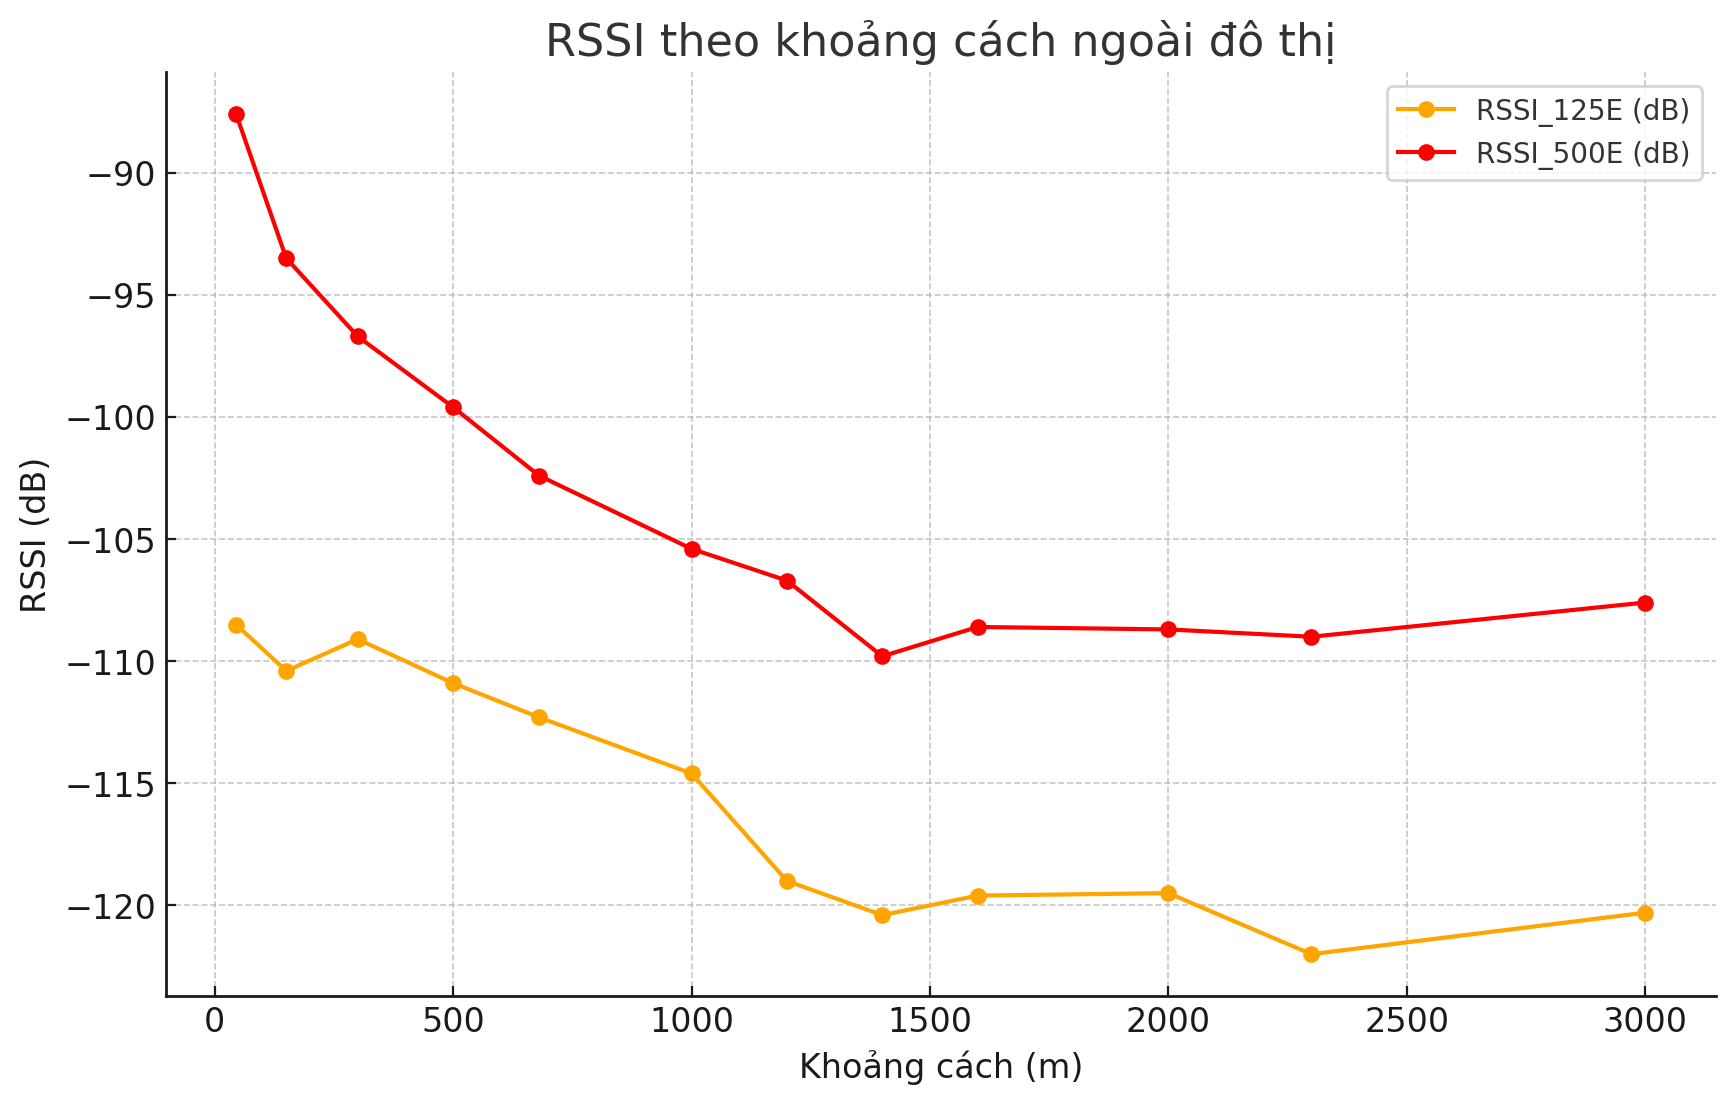 RSSI theo khoảng cách ngoài đô thị
RSSI_125E (dB)
RSSI_500E (dB)
RSSI (dB)
−90
−95
−100
−105
−110
−115
−120
0 500 1000 1500 2000 2500 3000
Khoảng cách (m)